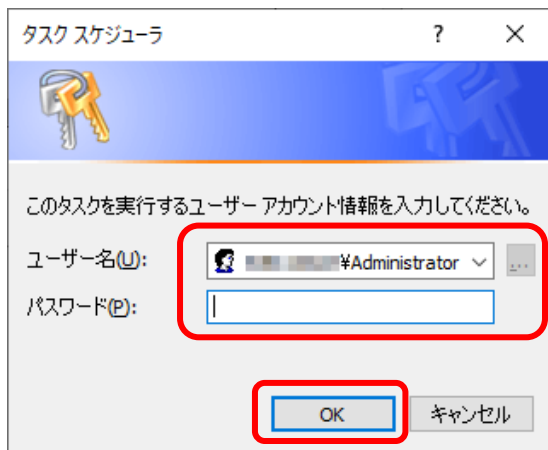 タスク スケジューラ ?
このタスクを実行するユーザー アカウント情報を入力してください。
ユーザー名(U): ¥Administrator ...
パスワード(P):
OK キャンセル